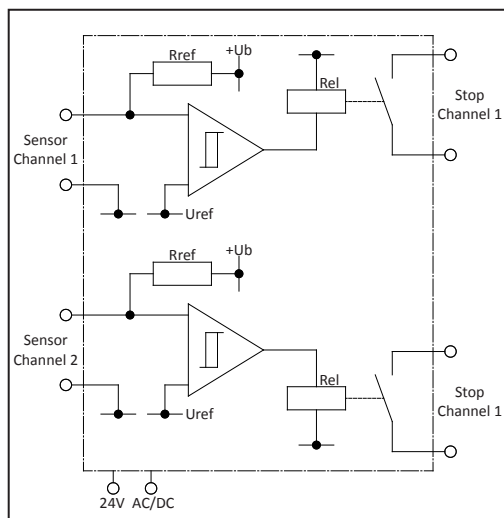 Rref
+Ub
Rel
Sensor
Channel 1
Stop
Channel 1
Uref
Rref
+Ub
Sensor
Channel 2
Rel
Stop
Channel 1
Uref
24V AC/DC